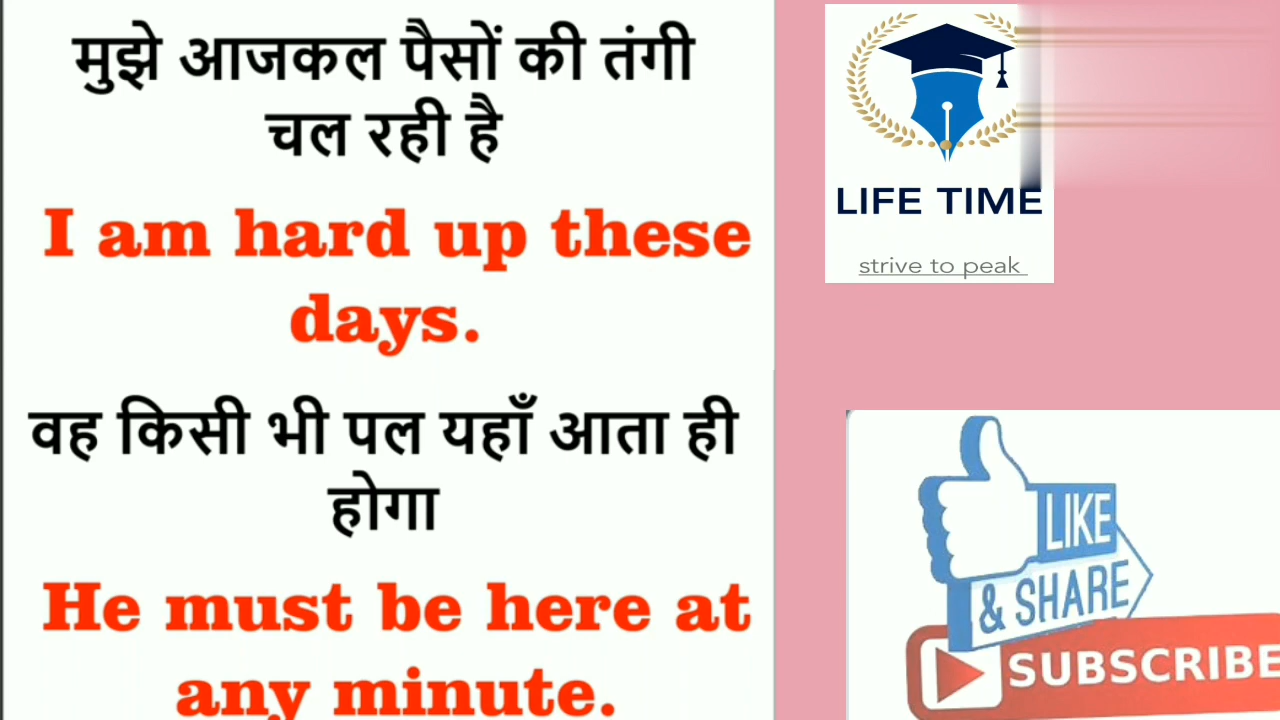 मुझे आजकल पैसों की तंगी
चल रही है
I am hard up these
days.
वह किसी भी पल यहाँ आता ही
होगा
He must be here at
any minute.
LIFE TIME
strive to peak
LIKE
& SHARE
SUBSCRIBE